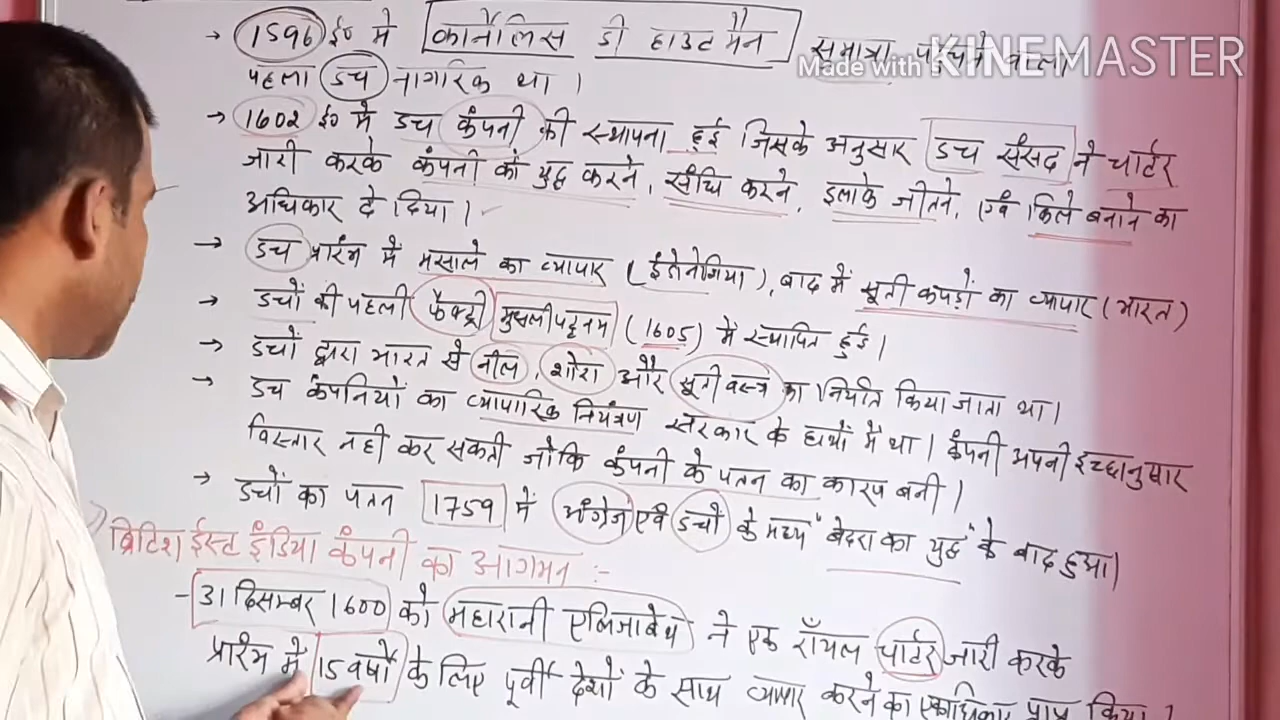 → 1596 ई० में कार्नेलिस डी हाउटमैन सुमात्रा
Made with
KINEMASTER
पहला डच नागरिक था।
→ 1602 ई० में डच कंपनी की स्थापना हुई जिसके अनुसार डच संसद ने चार्टर
जारी करके कंपनी को युद्ध करने, संधि करने, इलाके जीतने, एवं किले बनाने का
अधिकार दे दिया।
→ डच प्रारंभ में मसाले का व्यापार (इंडोनेशिया), बाद में सूती कपड़ों का व्यापार (भारत)
→ डचों की पहली फैक्ट्री मुसलीपट्टनम (1605) में स्थापित हुई।
→ डचों द्वारा भारत से नील, शोरा और सूती वस्त्र का निर्यात किया जाता था।
→ डच कंपनियों का व्यापारिक नियंत्रण सरकार के हाथों में था। कंपनी अपनी इच्छानुसार
विस्तार नही कर सकती जोकि कंपनी के पतन का कारण बनी।
→ डचों का पतन 1759 में अंग्रेज एवं डचों के मध्य "बेदरा का युद्ध" के बाद हुआ।
ब्रिटिश ईस्ट इंडिया कंपनी का आगमन :-
- 31 दिसम्बर 1600 को महारानी एलिजाबेथ ने एक रॉयल चार्टर जारी करके
प्रारंभ में 15 वर्षों के लिए पूर्वी देशों के साथ व्यापार करने का एकाधिकार प्राप्त किया।